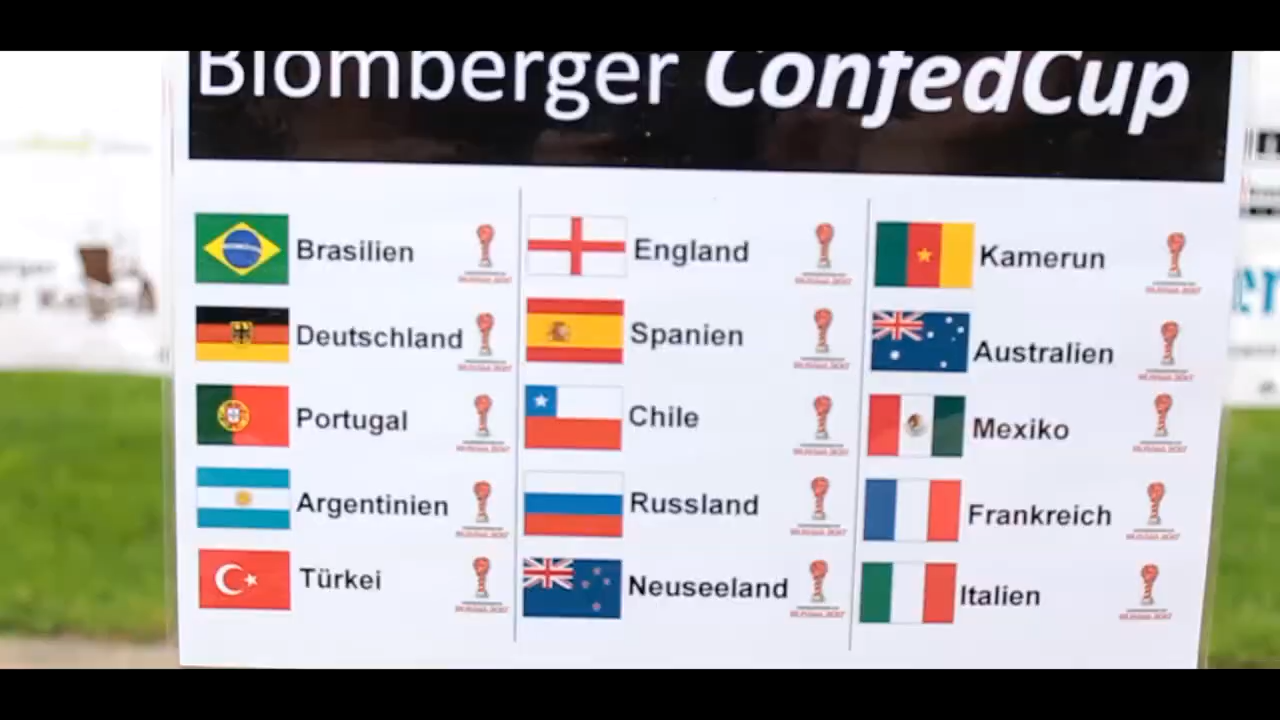 Blomberger ConfedCup
Brasilien
Deutschland
Portugal
Argentinien
Türkei
England
Spanien
Chile
Russland
Neuseeland
Kamerun
Australien
Mexiko
Frankreich
Italien